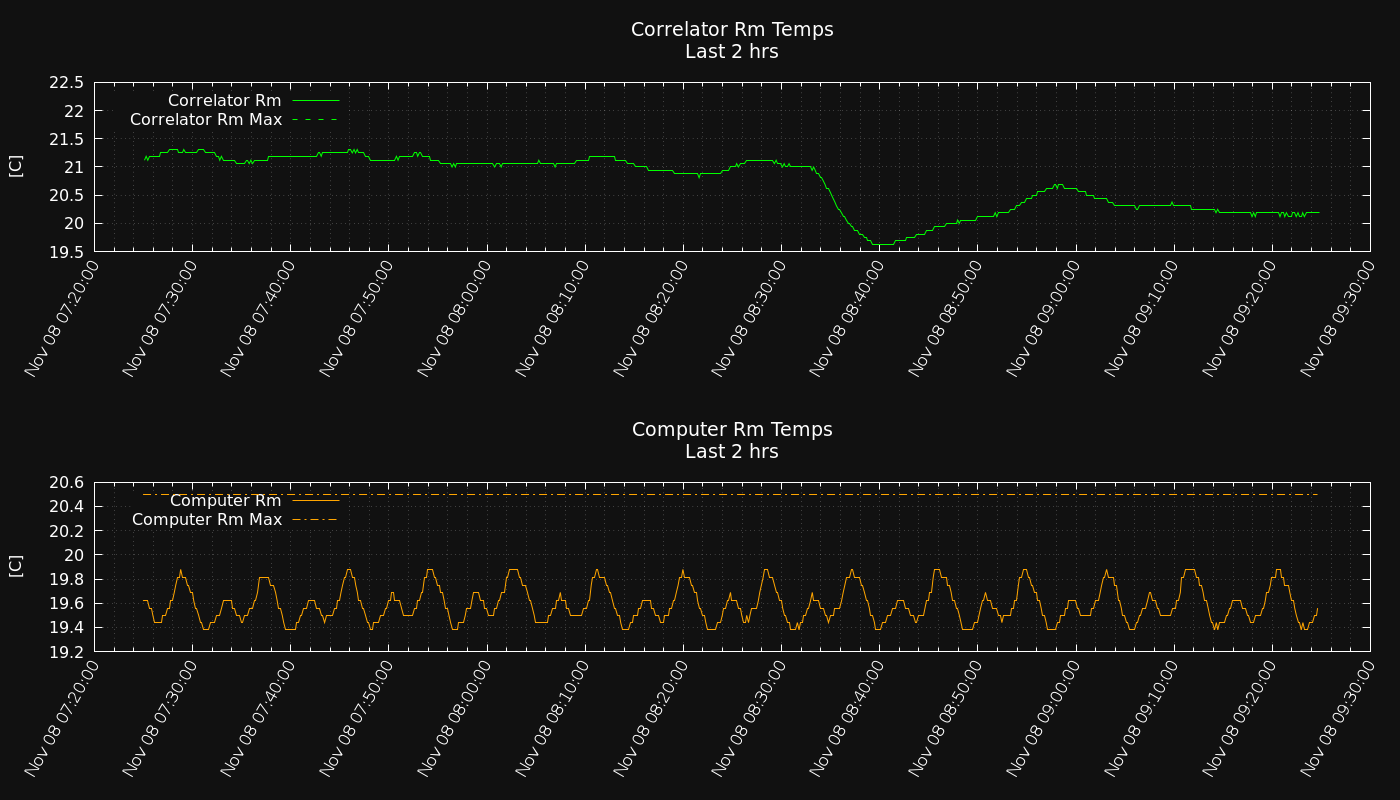 Correlator Rm Temps
Last 2 hrs
22.5
22
21.5
21
20.5
20
19.5
[C]
Correlator Rm
Correlator Rm Max
Nov 08 07:20:00
Nov 08 07:30:00
Nov 08 07:40:00
Nov 08 07:50:00
Nov 08 08:00:00
Nov 08 08:10:00
Nov 08 08:20:00
Nov 08 08:30:00
Nov 08 08:40:00
Nov 08 08:50:00
Nov 08 09:00:00
Nov 08 09:10:00
Nov 08 09:20:00
Nov 08 09:30:00
Computer Rm Temps
Last 2 hrs
20.6
20.4
20.2
20
19.8
19.6
19.4
19.2
[C]
Computer Rm
Computer Rm Max
Nov 08 07:20:00
Nov 08 07:30:00
Nov 08 07:40:00
Nov 08 07:50:00
Nov 08 08:00:00
Nov 08 08:10:00
Nov 08 08:20:00
Nov 08 08:30:00
Nov 08 08:40:00
Nov 08 08:50:00
Nov 08 09:00:00
Nov 08 09:10:00
Nov 08 09:20:00
Nov 08 09:30:00